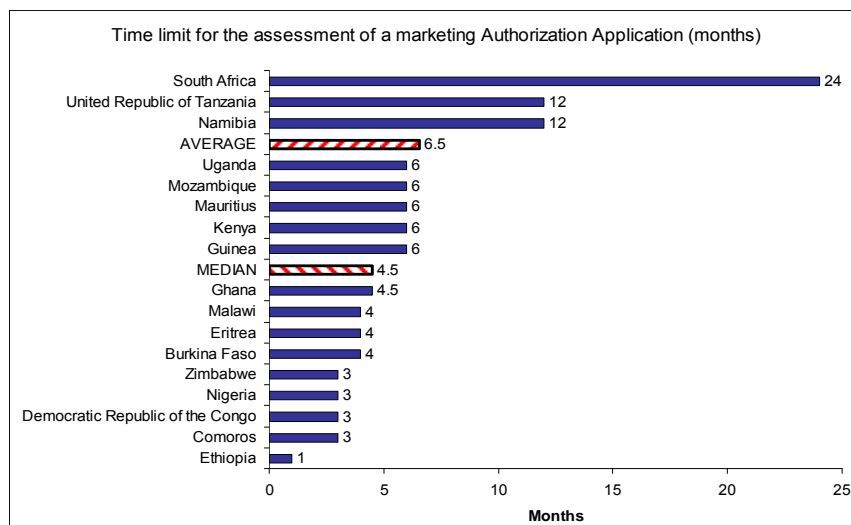 Time limit for the assessment of a marketing Authorization Application (months)
South Africa 24
United Republic of Tanzania 12
Namibia 12
AVERAGE 6.5
Uganda 6
Mozambique 6
Mauritius 6
Kenya 6
Guinea 6
MEDIAN 4.5
Ghana 4.5
Malawi 4
Eritrea 4
Burkina Faso 4
Zimbabwe 3
Nigeria 3
Democratic Republic of the Congo 3
Comoros 3
Ethiopia 1
0 5 10 15 20 25
Months